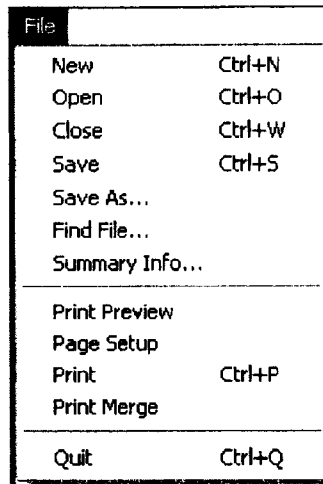 File
New Ctrl+N
Open Ctrl+O
Close Ctrl+W
Save Ctrl+S
Save As...
Find File...
Summary Info...
Print Preview
Page Setup
Print Ctrl+P
Print Merge
Quit Ctrl+Q